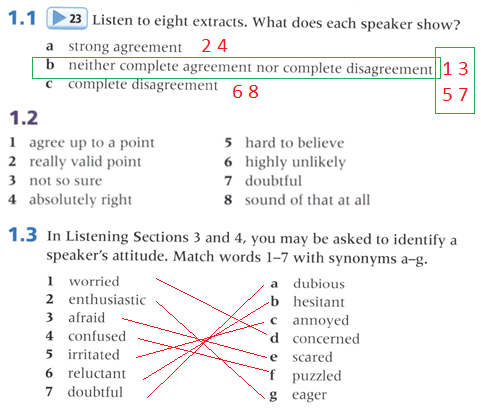 1.1 23 Listen to eight extracts. What does each speaker show?
a strong agreement 2 4
b neither complete agreement nor complete disagreement 1 3
c complete disagreement 6 8 5 7
1.2
1 agree up to a point
2 really valid point
3 not so sure
4 absolutely right
5 hard to believe
6 highly unlikely
7 doubtful
8 sound of that at all
1.3 In Listening Sections 3 and 4, you may be asked to identify a
speaker's attitude. Match words 1–7 with synonyms a–g.
1 worried
2 enthusiastic
3 afraid
4 confused
5 irritated
6 reluctant
7 doubtful
a dubious
b hesitant
c annoyed
d concerned
e scared
f puzzled
g eager